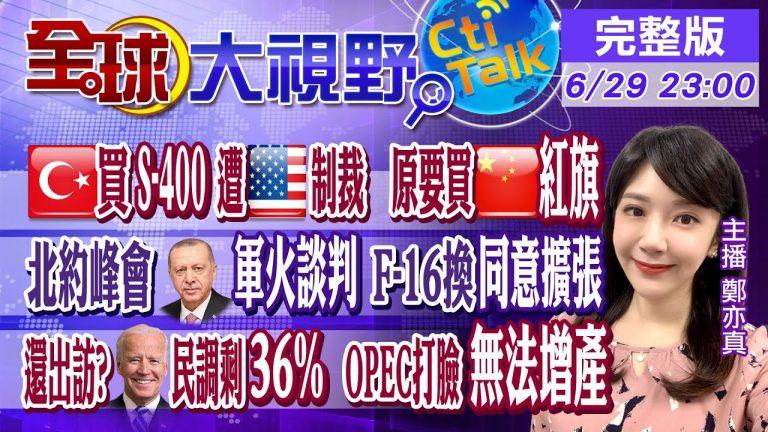 全球大視野
Cti Talk
完整版
6/29 23:00
買S-400 遭制裁 原要買紅旗
北約峰會 軍火談判 F-16換同意擴張
還出訪? 民調剩36% OPEC打臉 無法增產
主播 鄭亦真